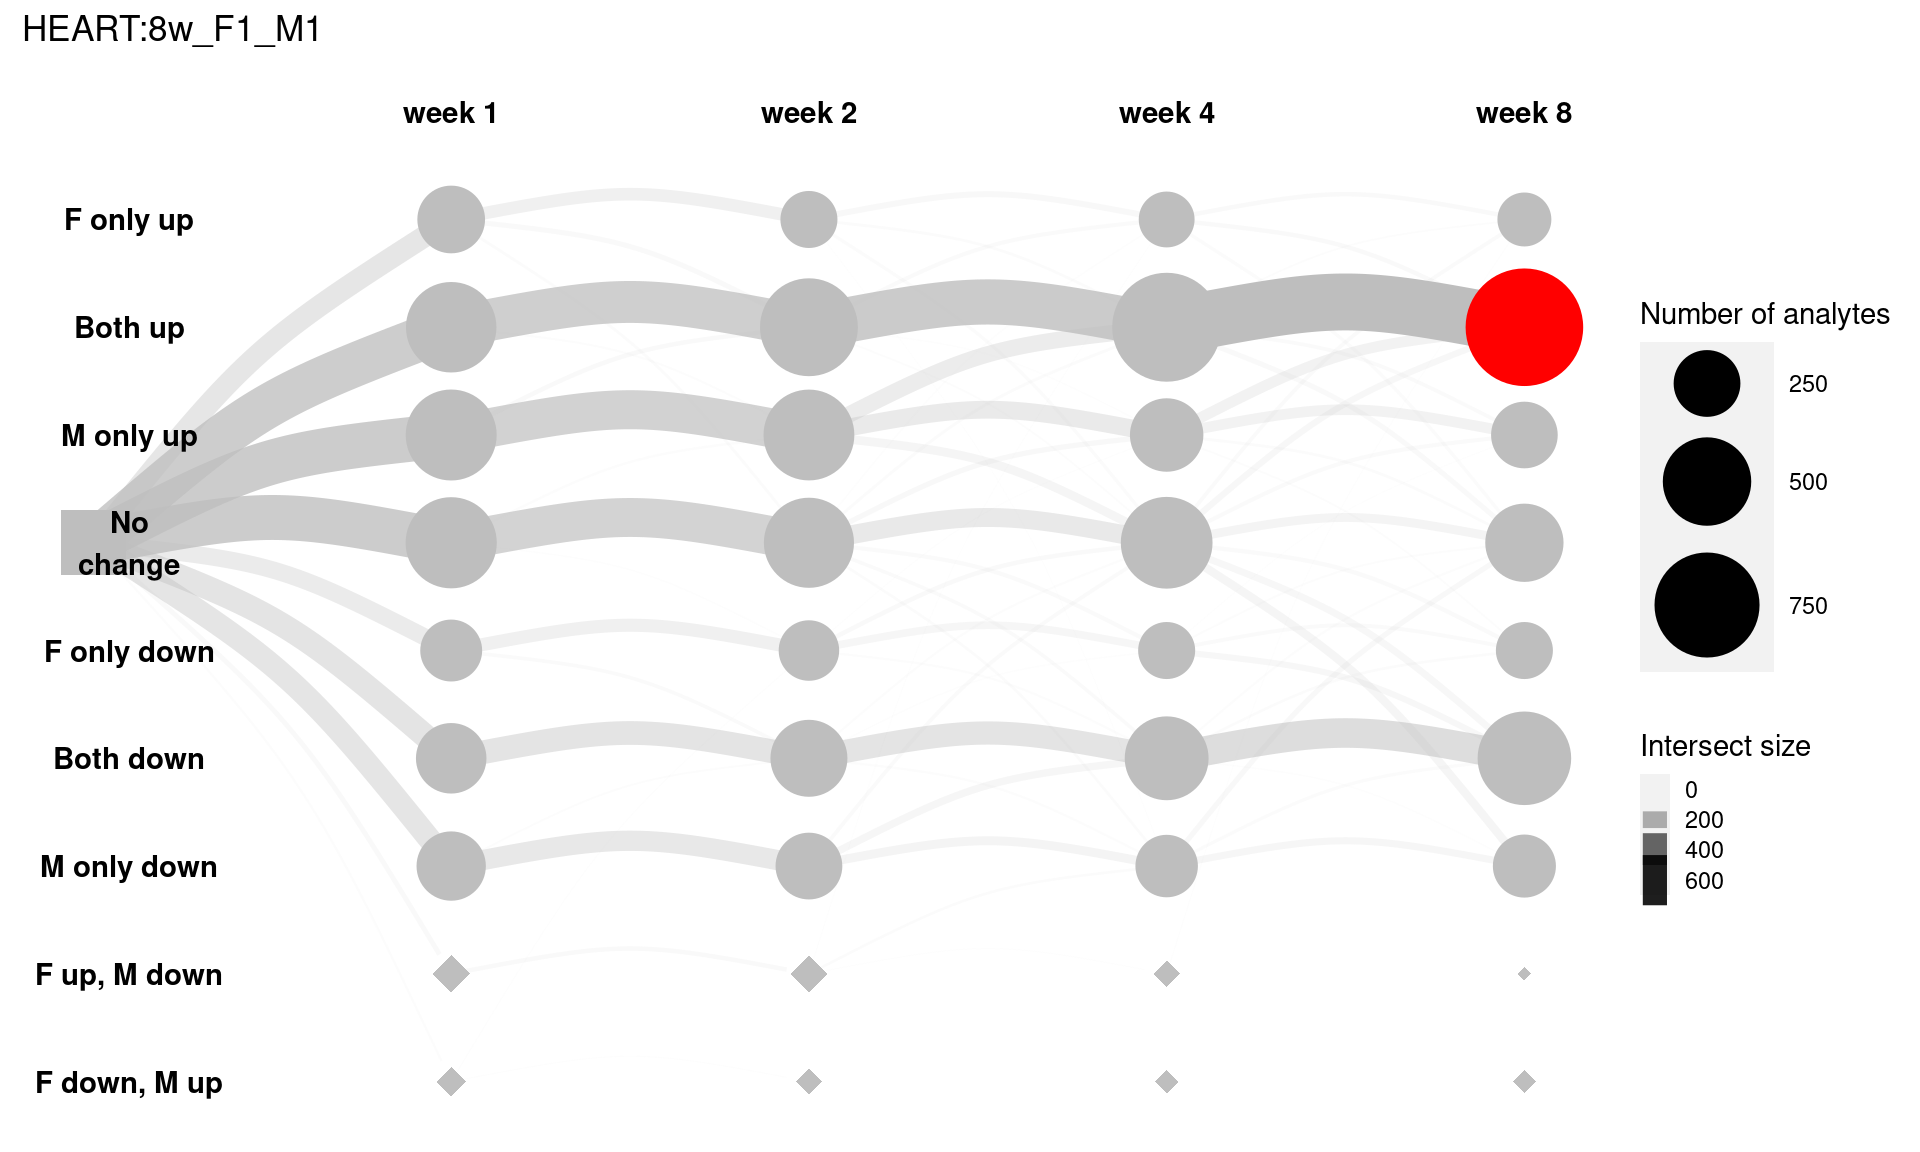 HEART:8w_F1_M1
week 1
week 2
week 4
week 8
F only up
Both up
M only up
No
change
F only down
Both down
M only down
F up, M down
F down, M up
Number of analytes
250
500
750
Intersect size
0
200
400
600